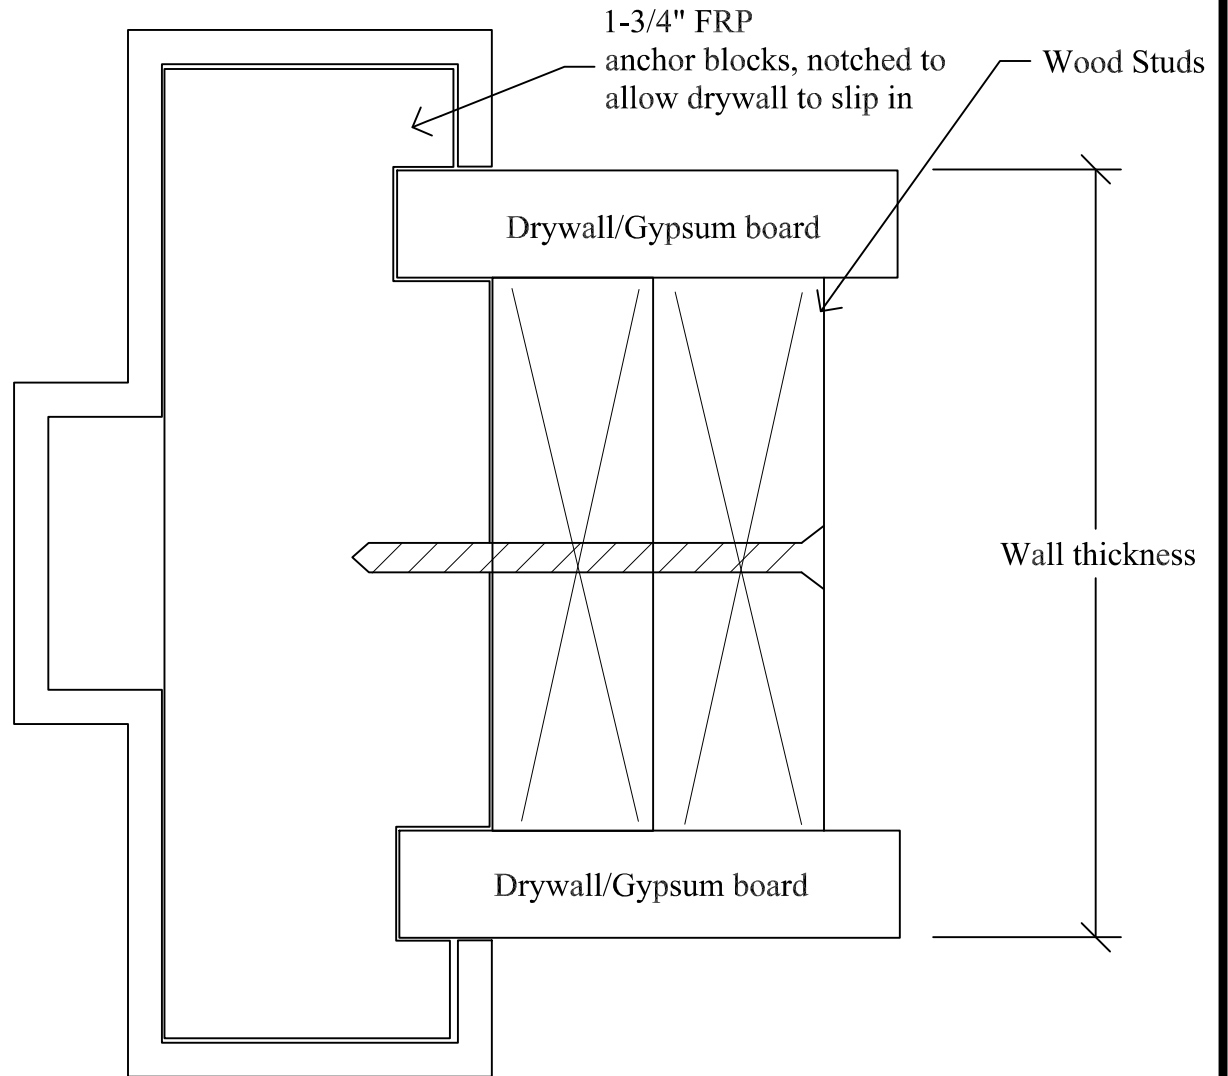 1-3/4" FRP
anchor blocks, notched to
allow drywall to slip in
Wood Studs
Drywall/Gypsum board
Wall thickness
Drywall/Gypsum board